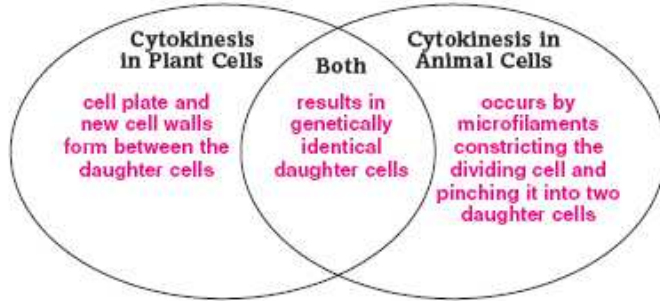 Cytokinesis
in Plant Cells
cell plate and
new cell walls
form between the
daughter cells
Both
results in
genetically
identical
daughter cells
Cytokinesis in
Animal Cells
occurs by
microfilaments
constricting the
dividing cell and
pinching it into two
daughter cells